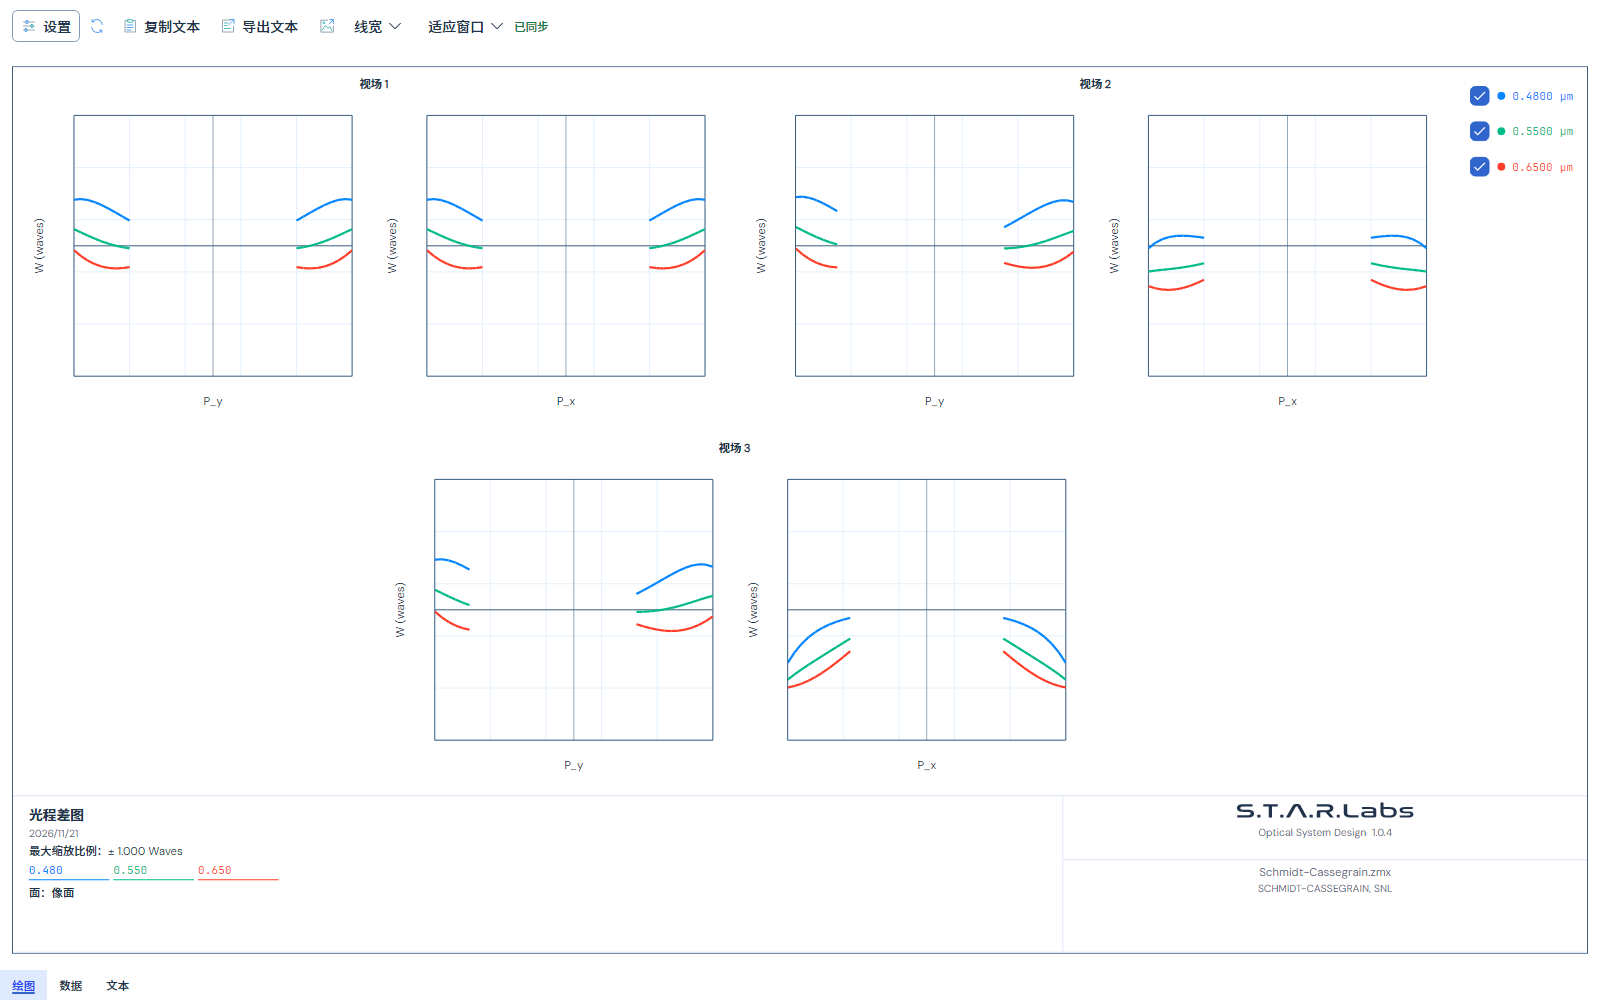 设置 复制文本 导出文本 线宽 适应窗口 已同步
视场 1 视场 2
0.4800 μm
0.5500 μm
0.6500 μm
W (waves) W (waves) W (waves) W (waves)
P_y P_x P_y P_x
视场 3
W (waves) W (waves)
P_y P_x
光程差图
2026/11/21
最大缩放比例: ± 1.000 Waves
0.480 0.550 0.650
面: 像面
S.T.A.R.Labs
Optical System Design 1.0.4
Schmidt-Cassegrain.zmx
SCHMIDT-CASSEGRAIN, SNL
绘图 数据 文本